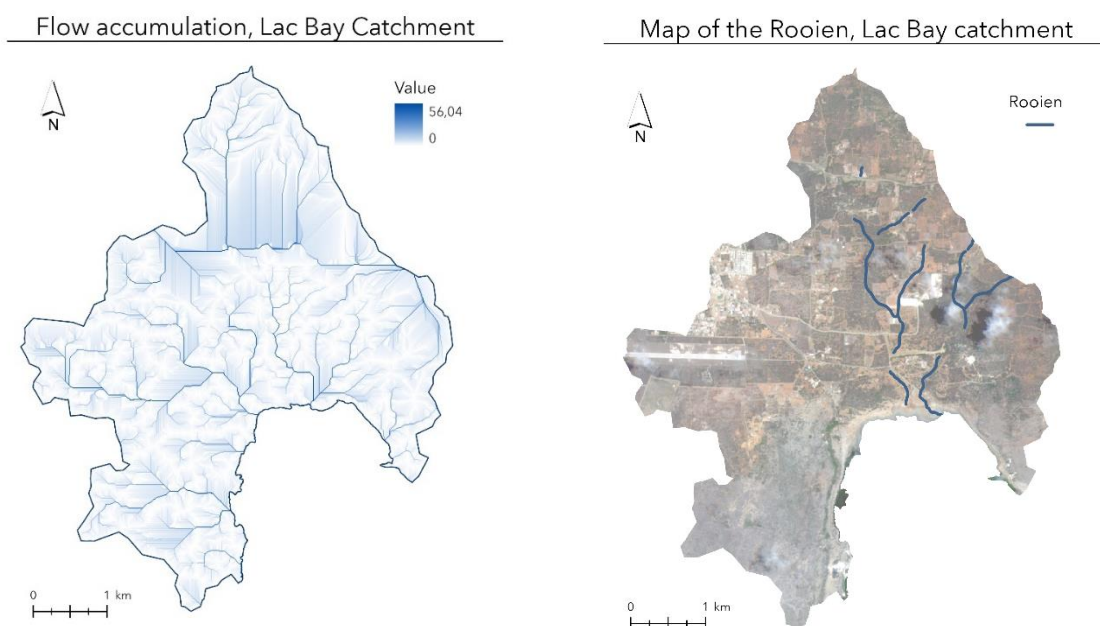 Flow accumulation, Lac Bay Catchment
N
Value
56,04
0
0 1 km
Map of the Rooien, Lac Bay catchment
N
Rooien
0 1 km